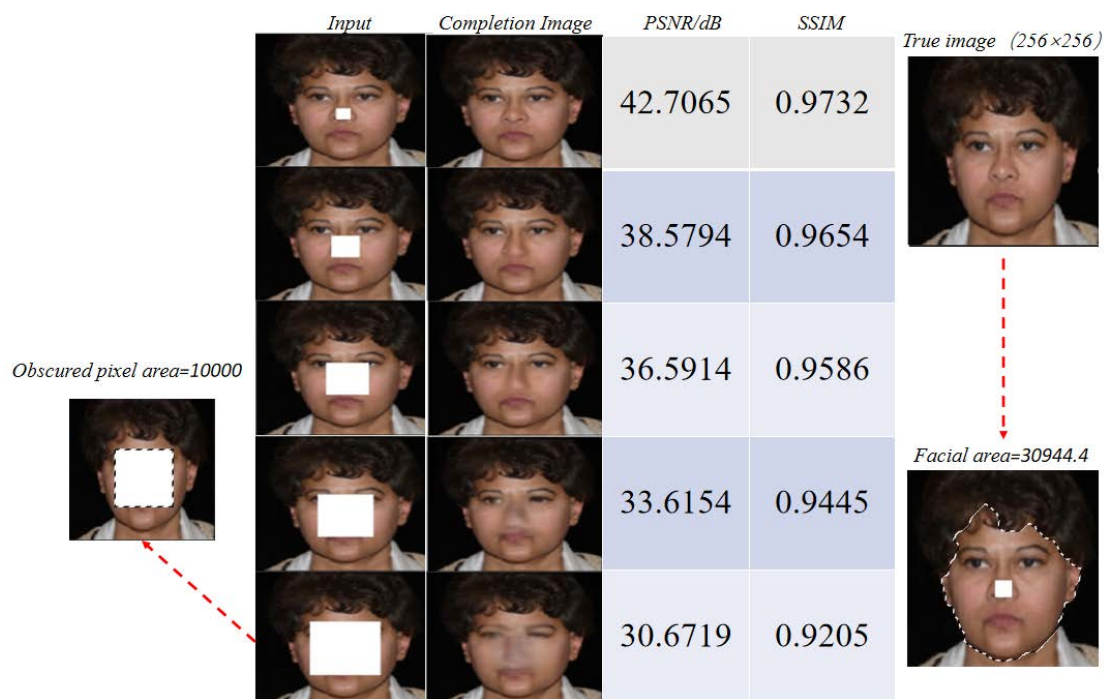 Input Completion Image PSNR/dB SSIM
True image (256×256)
42.7065 0.9732
38.5794 0.9654
36.5914 0.9586
Obscured pixel area=10000
33.6154 0.9445
Facial area=30944.4
30.6719 0.9205